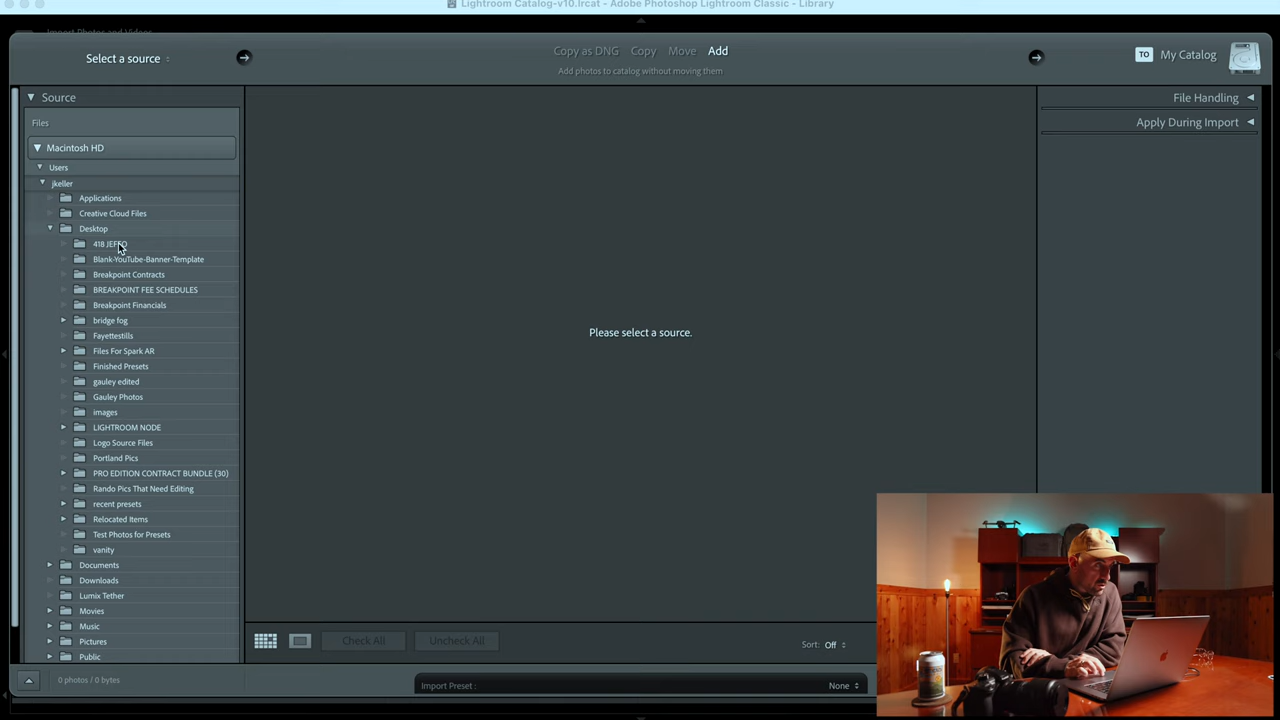 Lightroom Catalog-v10.lrcat - Adobe Photoshop Lightroom Classic - Library
Import Photos and Videos
Select a source
Copy as DNG Copy Move Add
Add photos to catalog without moving them
TO My Catalog
Source
File Handling
Files
Apply During Import
Macintosh HD
Users
jkeller
Applications
Creative Cloud Files
Desktop
418
Blank-YouTube-Banner-Template
Breakpoint Contracts
BREAKPOINT FEE SCHEDULES
Breakpoint Financials
bridge fog
Fayettestills
Files For Spark AR
Finished Presets
gauley edited
Gauley Photos
images
LIGHTROOM NODE
Logo Source Files
Portland Pics
PRO EDITION CONTRACT BUNDLE (30)
Rando Pics That Need Editing
recent presets
Relocated Items
Test Photos for Presets
vanity
Documents
Downloads
Lumix Tether
Movies
Music
Pictures
Public
Please select a source.
Check All
Uncheck All
Sort: Off
0 photos / 0 bytes
Import Preset :
None